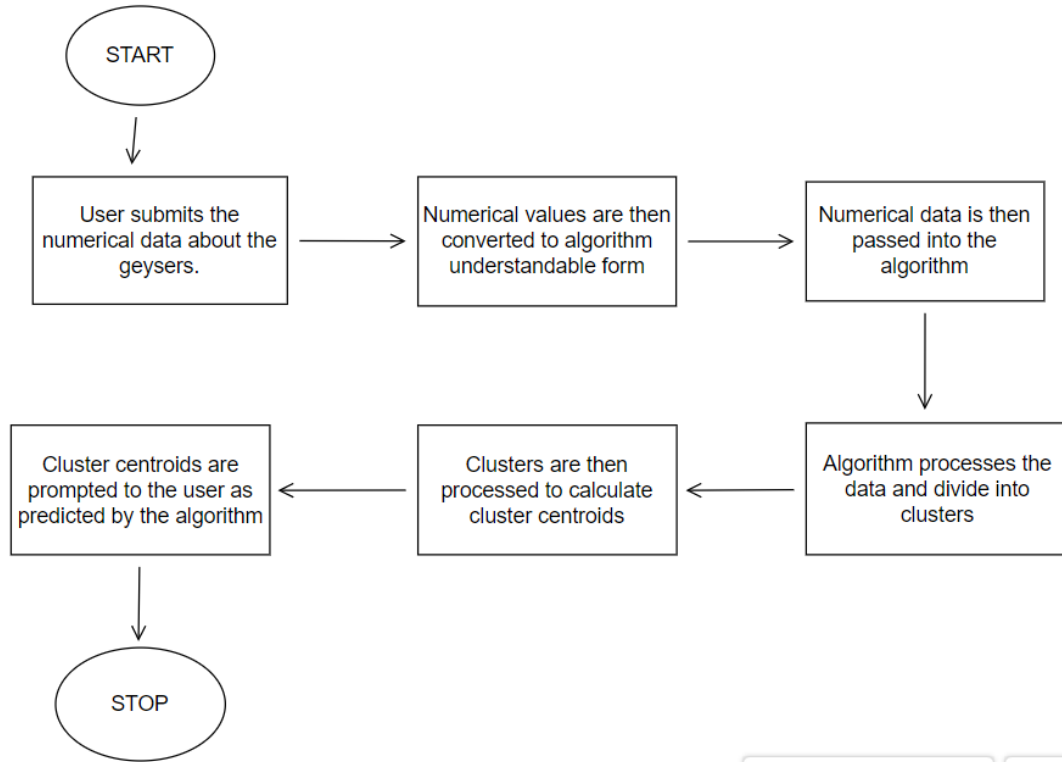 START
User submits the
numerical data about the
geysers.
Numerical values are then
converted to algorithm
understandable form
Numerical data is then
passed into the
algorithm
Algorithm processes the
data and divide into
clusters
Clusters are then
processed to calculate
cluster centroids
Cluster centroids are
prompted to the user as
predicted by the algorithm
STOP